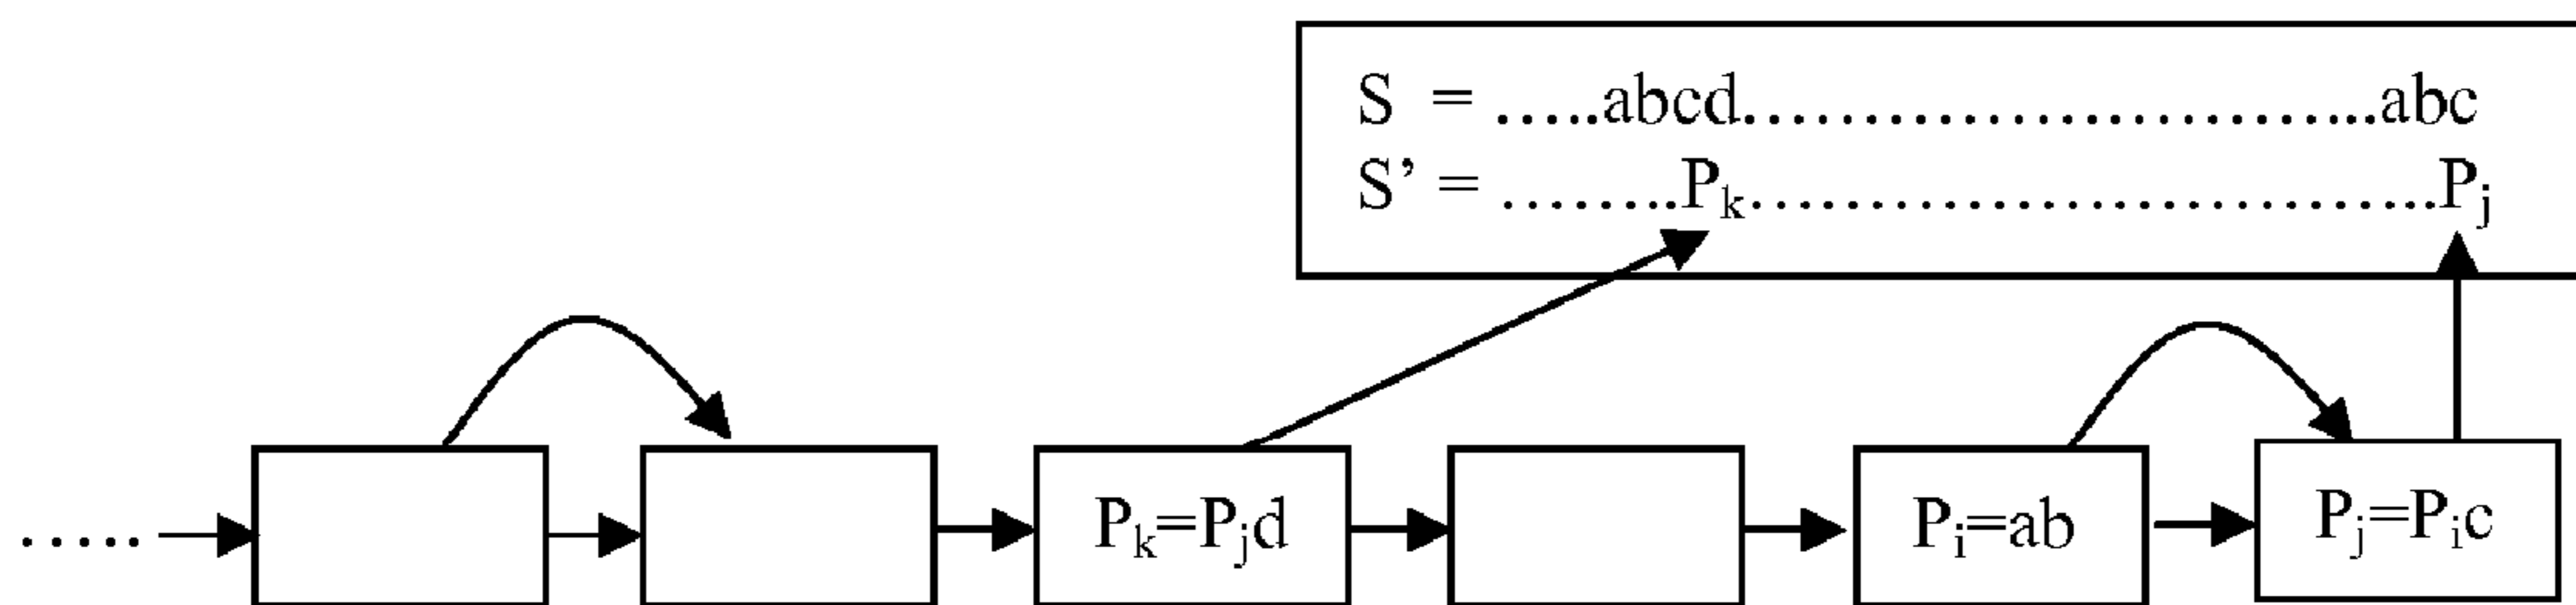 S = .....abcd.............................abc
S’ = ........Pₖ.............................Pⱼ
..... Pₖ=Pⱼd Pᵢ=ab Pⱼ=Pᵢc